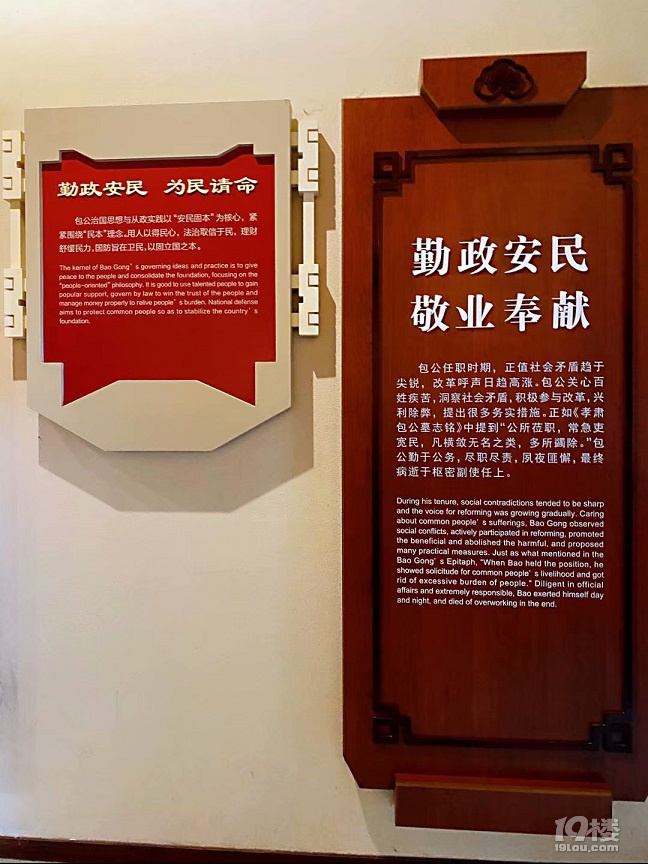 勤政安民 为民请命
包公治国思想与从政实践以“安民固本”为核心，紧
紧围绕“民本”理念。用人以得民心，法治取信于民，理财
舒缓民力，国防旨在卫民，以固立国之本。
The kernel of Bao Gong's governing ideas and practice is to give
peace to the people and consolidate the foundation, focusing on the
"people-oriented" philosophy. It is good to use talented people to gain
popular support, govern by law to win the trust of the people and
manage money property to relive people's burden. National defense
aims to protect common people so as to stabilize the country's
foundation.
勤政安民
敬业奉献
包公任职时期，正值社会矛盾趋于
尖锐，改革呼声日趋高涨。包公关心百
姓疾苦，洞察社会矛盾，积极参与改革，兴
利除弊，提出很多务实措施。正如《孝肃
包公墓志铭》中提到“公所莅职，常急吏
宽民，凡横敛无名之类，多所蠲除。”包
公勤于公务，尽职尽责，夙夜匪懈，最终
病逝于枢密副使任上。
During his tenure, social contradictions tended to be sharp
and the voice for reforming was growing gradually. Caring
about common people's sufferings, Bao Gong observed
social conflicts, actively participated in reforming, promoted
the beneficial and abolished the harmful, and proposed
many practical measures. Just as what mentioned in the
Bao Gong's Epitaph, "When Bao held the position, he
showed solicitude for common people's livelihood and got
rid of excessive burden of people." Diligent in official
affairs and extremely responsible, Bao exerted himself day
and night, and died of overworking in the end.
19楼
19lou.com